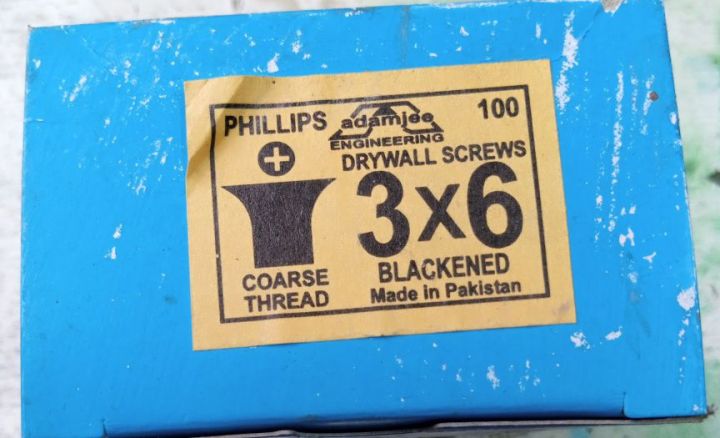 PHILLIPS
adamjee
ENGINEERING
100
DRYWALL SCREWS
3x6
COARSE
THREAD
BLACKENED
Made in Pakistan